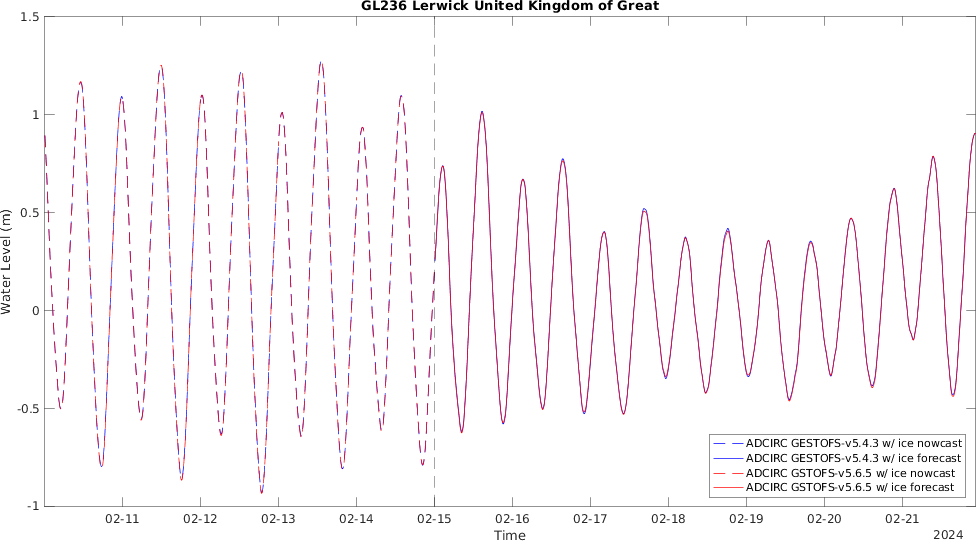 GL236 Lerwick United Kingdom of Great
1.5
1
0.5
0
-0.5
-1
Water Level (m)
02-11 02-12 02-13 02-14 02-15 02-16 02-17 02-18 02-19 02-20 02-21
Time
2024
ADCIRC GESTOFS-v5.4.3 w/ ice nowcast
ADCIRC GESTOFS-v5.4.3 w/ ice forecast
ADCIRC GSTOFS-v5.6.5 w/ ice nowcast
ADCIRC GSTOFS-v5.6.5 w/ ice forecast